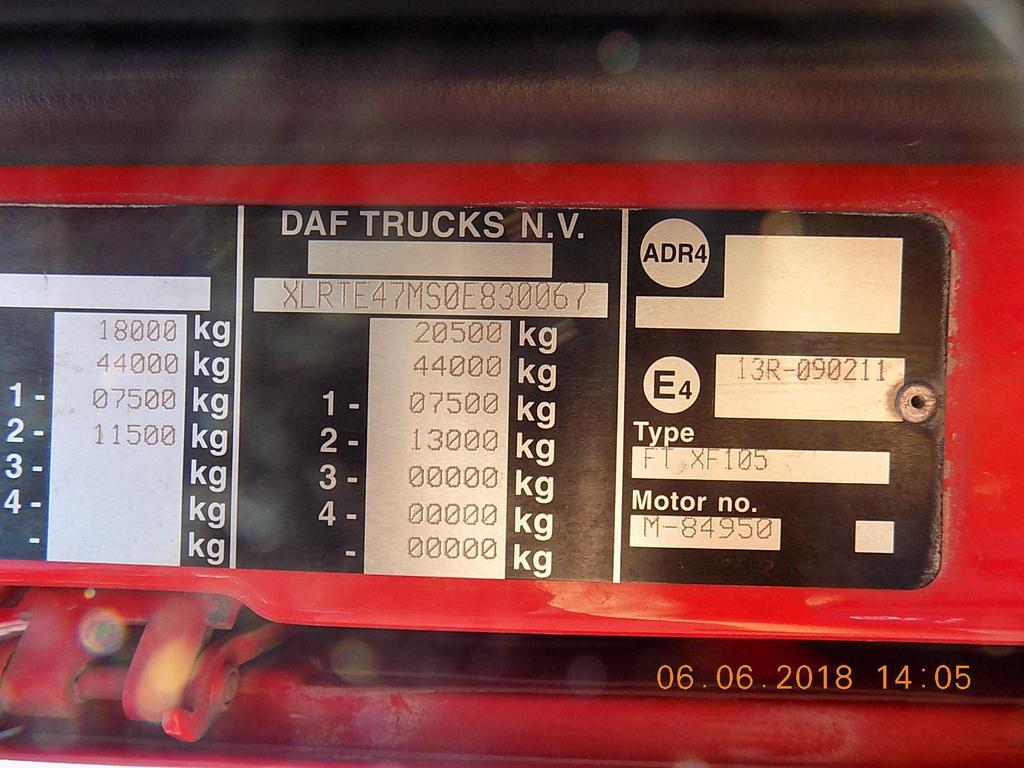 18000 kg
44000 kg
1 - 07500 kg
2 - 11500 kg
3 - kg
4 - kg
- kg
DAF TRUCKS N.V.
XLRTE47MS0E830067
20500 kg
44000 kg
1 - 07500 kg
2 - 13000 kg
3 - 00000 kg
4 - 00000 kg
- 00000 kg
ADR4
E4 13R-090211
Type
FT XF105
Motor no.
M-84950
06.06.2018 14:05